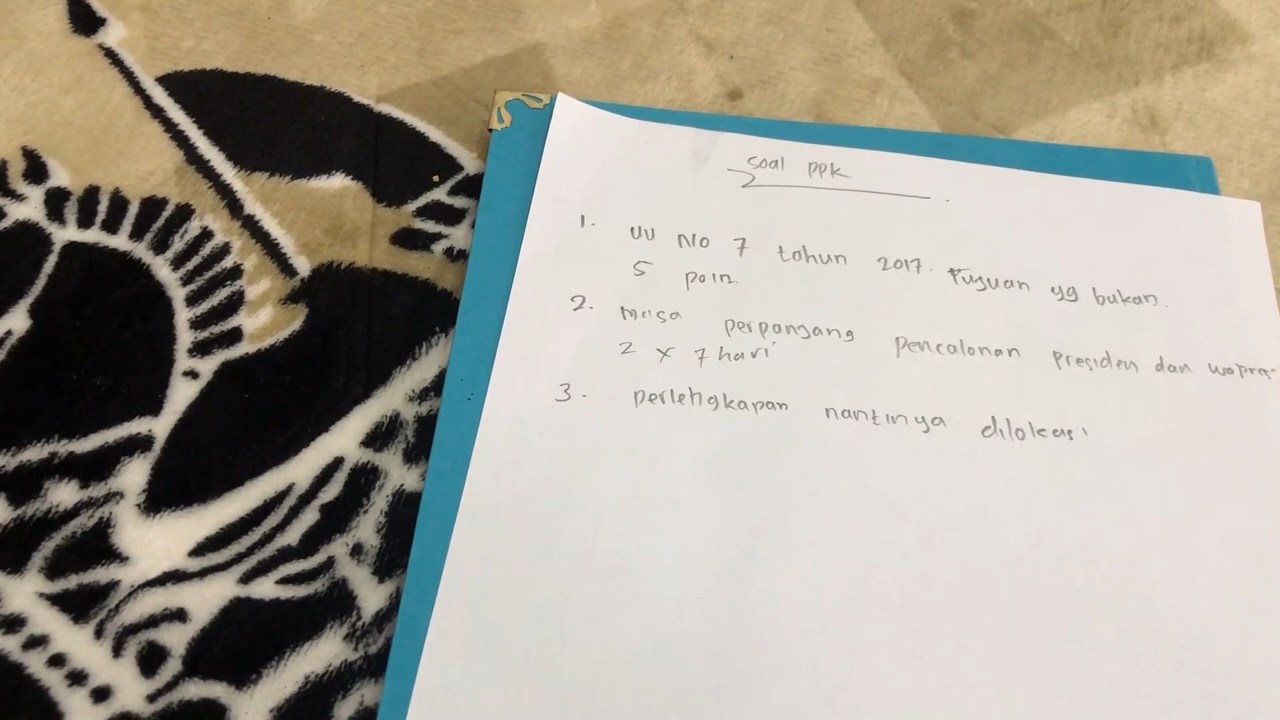 soal ppk
1. UU No 7 tahun 2017. Tujuan yg bukan.
5 poin.
2. Masa perpanjang pencalonan presiden dan wapres
2 x 7 hari
3. perlengkapan nantinya dilokasi